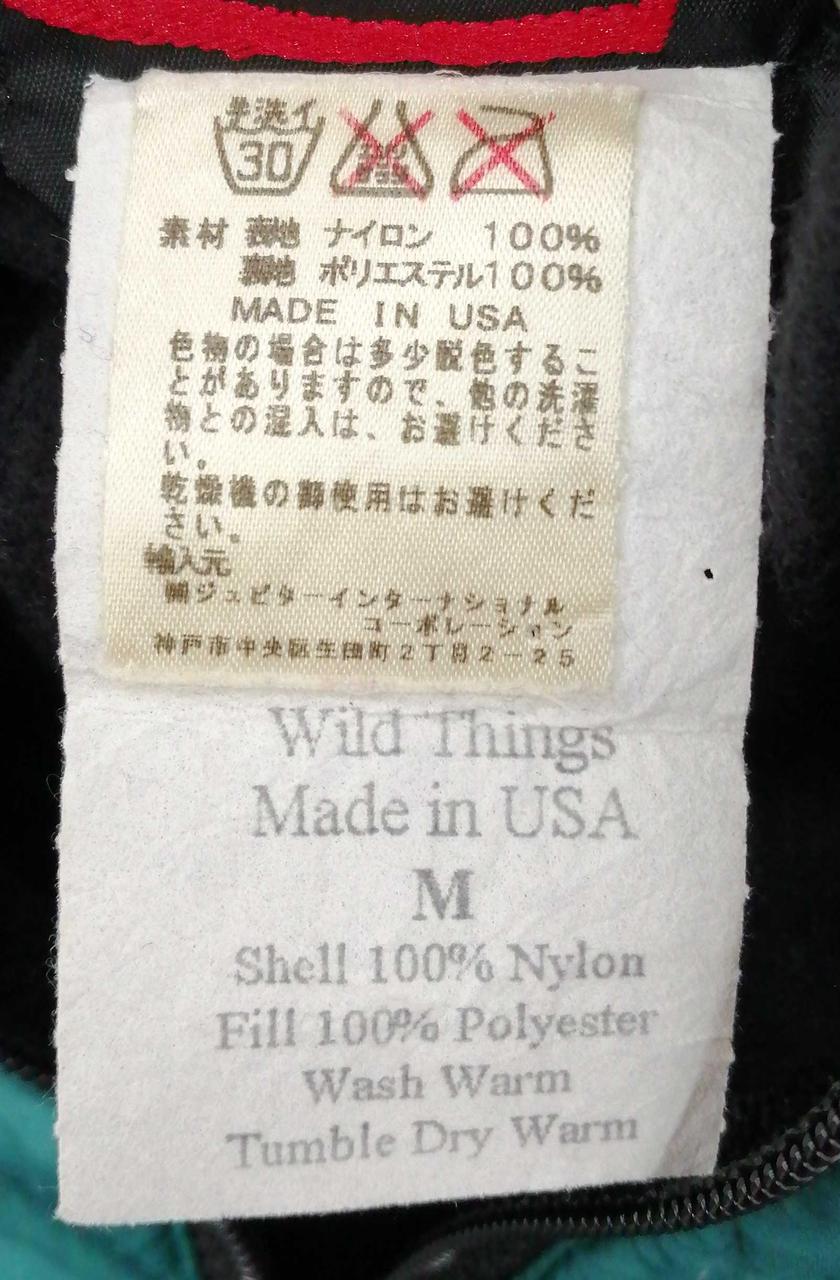 手洗イ
30
素材 表地 ナイロン 100%
裏地 ポリエステル100%
MADE IN USA
色物の場合は多少脱色するこ
とがありますので、他の洗濯
物との混入は、お避けくださ
い。
乾燥機の御使用はお避けくだ
さい。
輸入元
㈱ジュピターインターナショナル
コーポレーション
神戸市中央区生田町2丁目2-25
Wild Things
Made in USA
M
Shell 100% Nylon
Fill 100% Polyester
Wash Warm
Tumble Dry Warm